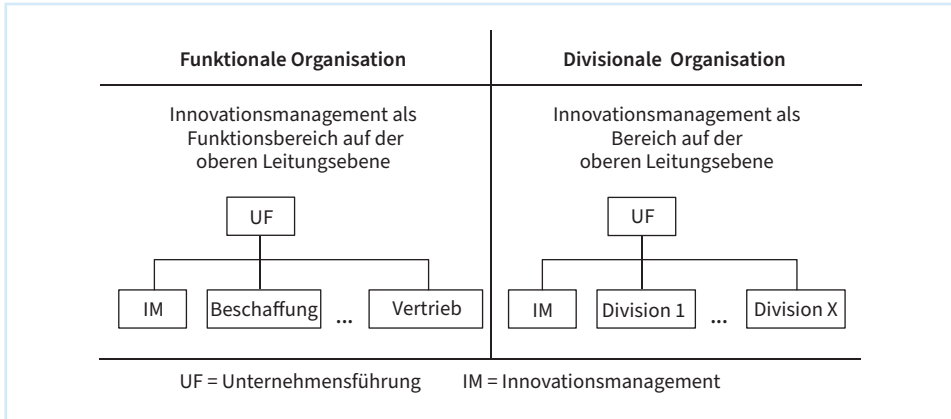 Funktionale Organisation
Divisionale Organisation
Innovationsmanagement als
Funktionsbereich auf der
oberen Leitungsebene
Innovationsmanagement als
Bereich auf der
oberen Leitungsebene
UF
UF
IM
Beschaffung
...
Vertrieb
IM
Division 1
...
Division X
UF = Unternehmensführung IM = Innovationsmanagement